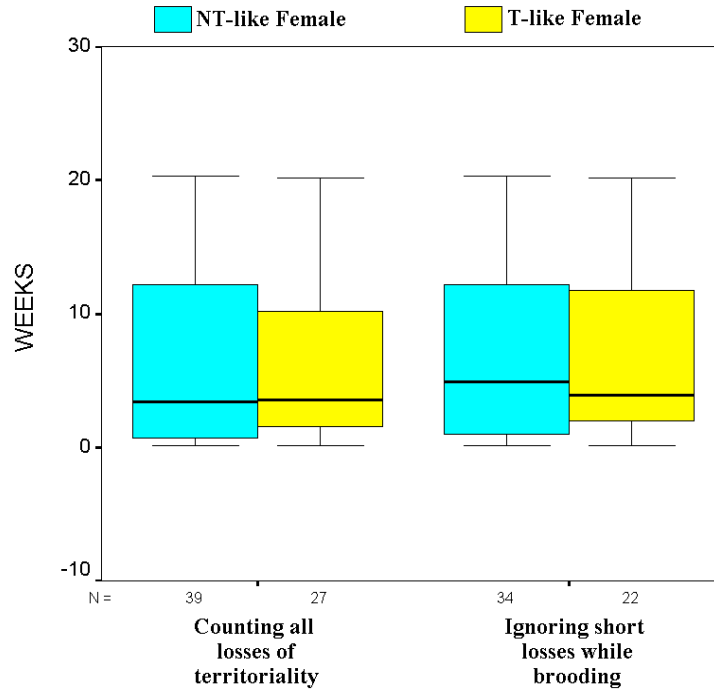 NT-like Female T-like Female
30
20
10
0
-10
WEEKS
N = 39 27 34 22
Counting all
losses of
territoriality
Ignoring short
losses while
brooding